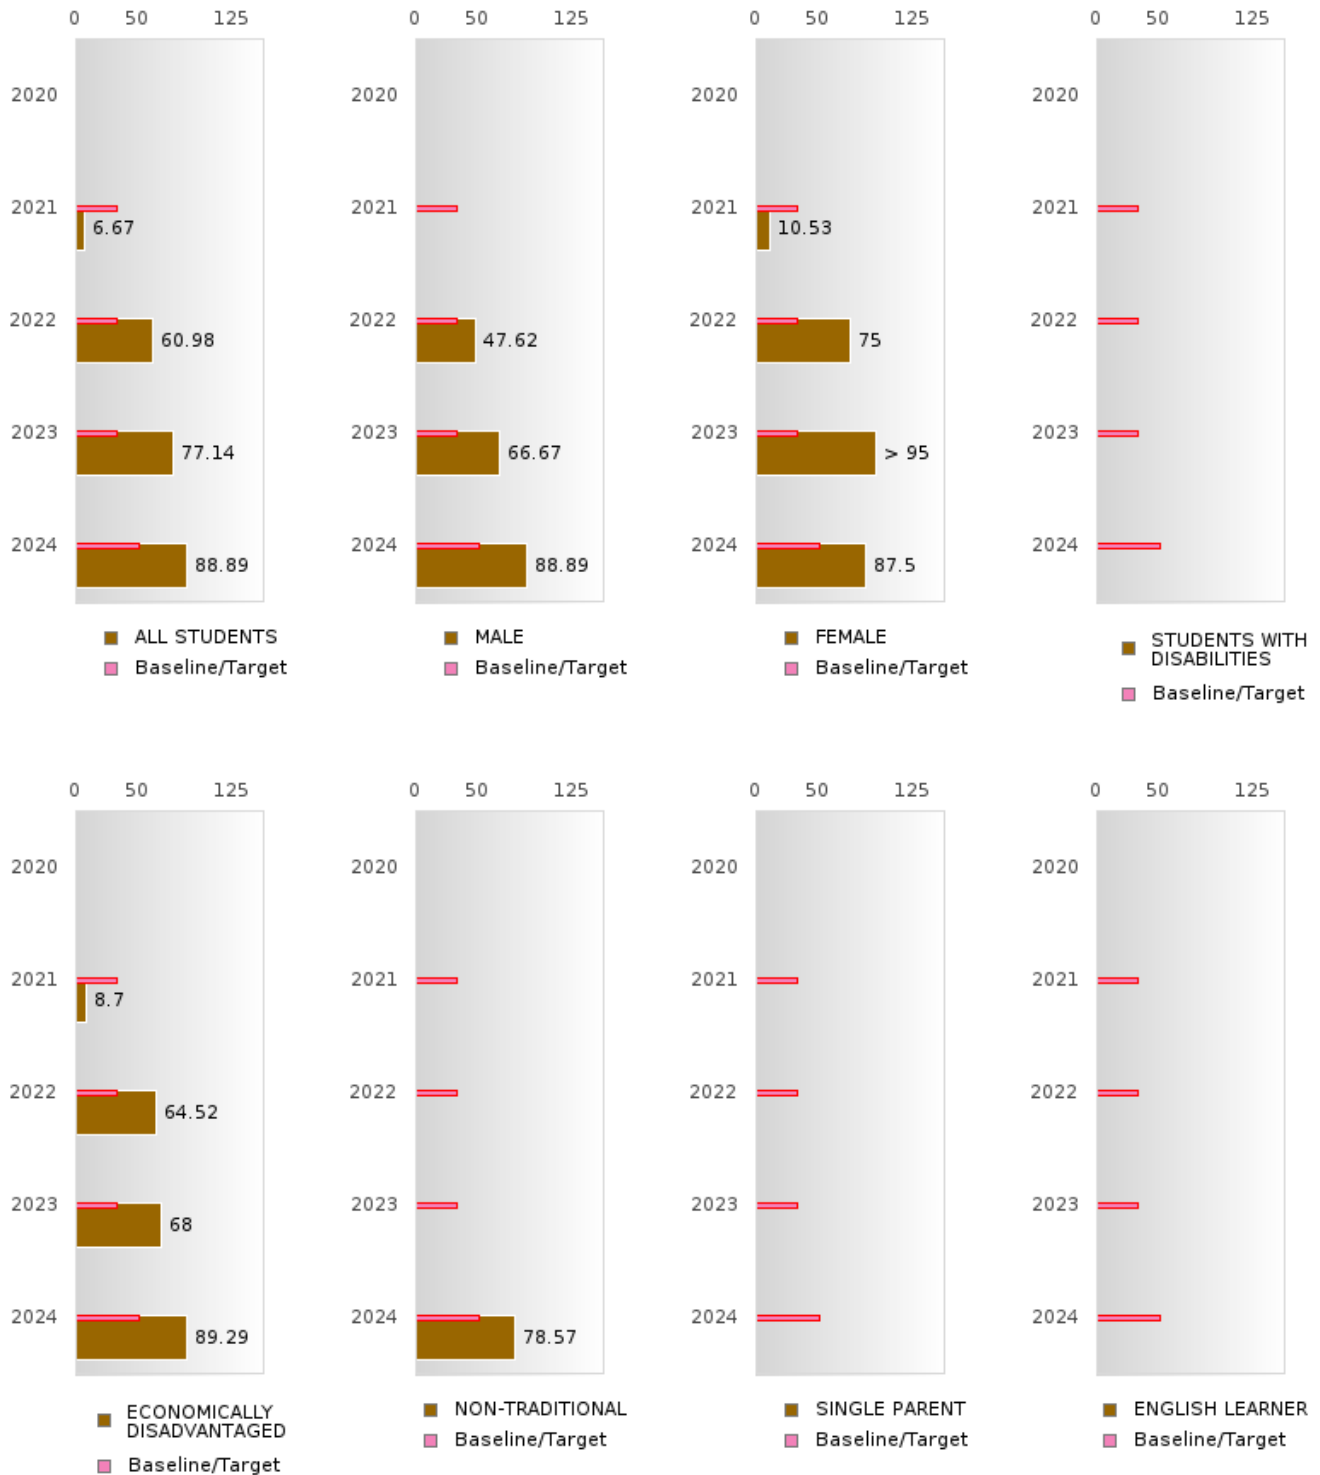 0 50 125
0 50 125
0 50 125
0 50 125
2020
2020
2020
2020
2021
2021
2021
2021
6.67
10.53
2022
2022
2022
2022
60.98
47.62
75
2023
2023
2023
2023
77.14
66.67
> 95
2024
2024
2024
2024
88.89
88.89
87.5
ALL STUDENTS
Baseline/Target
MALE
Baseline/Target
FEMALE
Baseline/Target
STUDENTS WITH
DISABILITIES
Baseline/Target
0 50 125
0 50 125
0 50 125
0 50 125
2020
2020
2020
2020
2021
2021
2021
2021
8.7
2022
2022
2022
2022
64.52
2023
2023
2023
2023
68
2024
2024
2024
2024
89.29
78.57
ECONOMICALLY
DISADVANTAGED
Baseline/Target
NON-TRADITIONAL
Baseline/Target
SINGLE PARENT
Baseline/Target
ENGLISH LEARNER
Baseline/Target